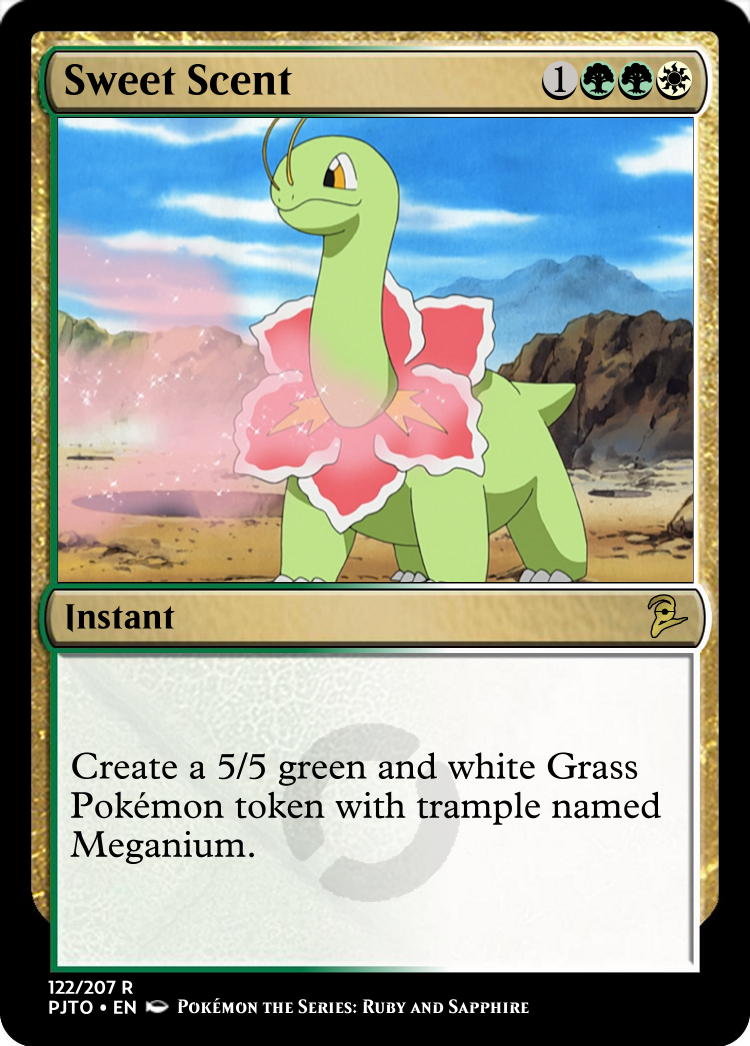 Sweet Scent 1
Instant
Create a 5/5 green and white Grass
Pokémon token with trample named
Meganium.
122/207 R
PJTO • EN Pokémon the Series: Ruby and Sapphire